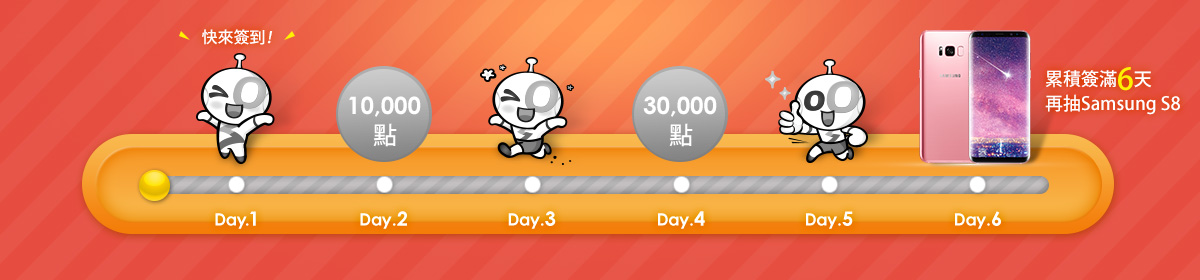 快來簽到!
10,000
點
30,000
點
SAMSUNG
累積簽滿6天
再抽Samsung S8
Day.1
Day.2
Day.3
Day.4
Day.5
Day.6